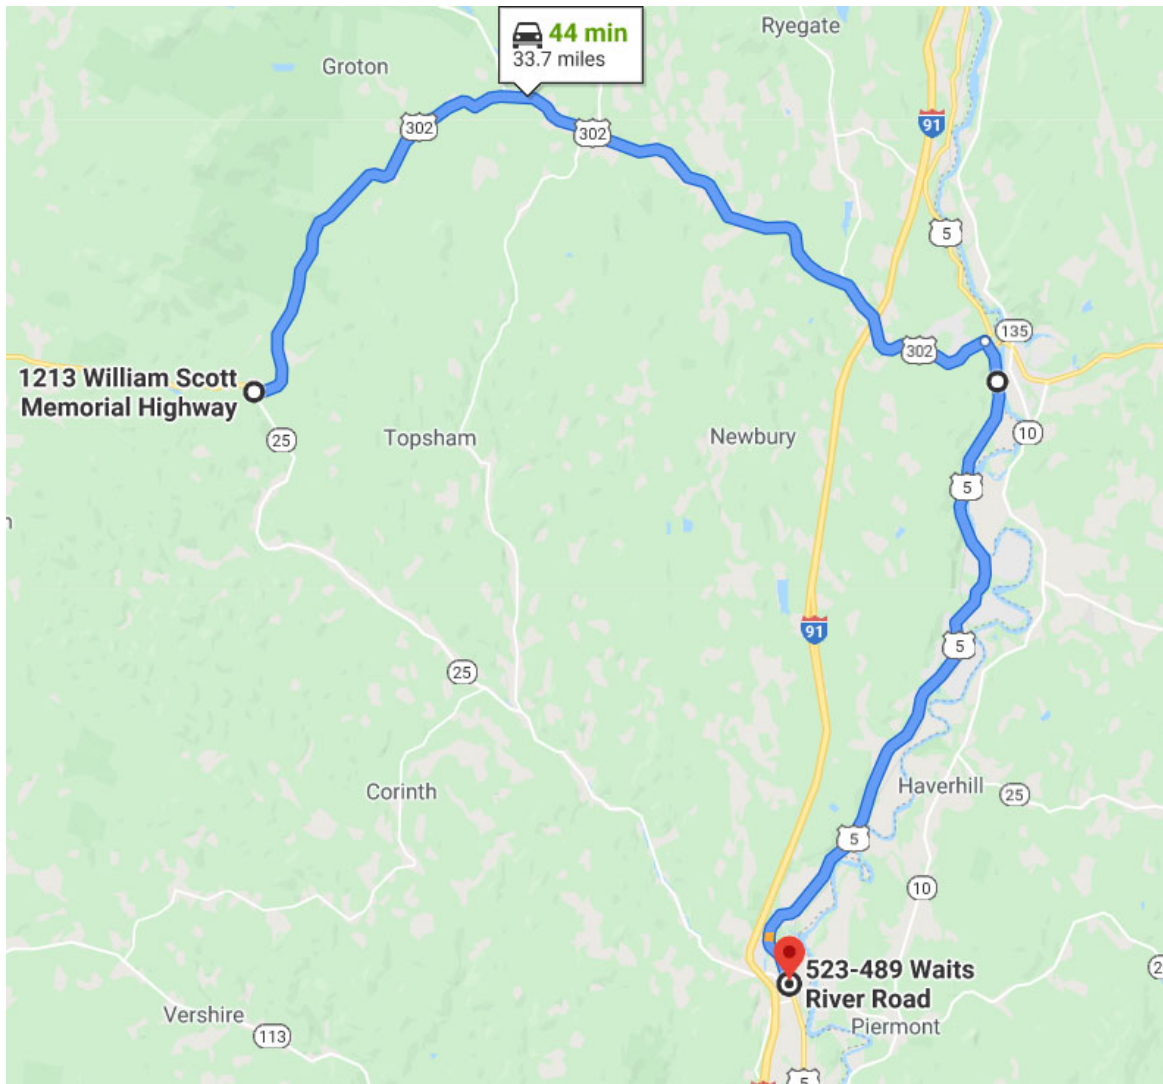 Ryegate
44 min
33.7 miles
Groton
302
302
91
5
135
302
1213 William Scott
Memorial Highway
25
Topsham
Newbury
10
5
n
91
5
25
Corinth
Haverhill
25
5
10
523-489 Waits
River Road
2
Vershire
113
Piermont
5